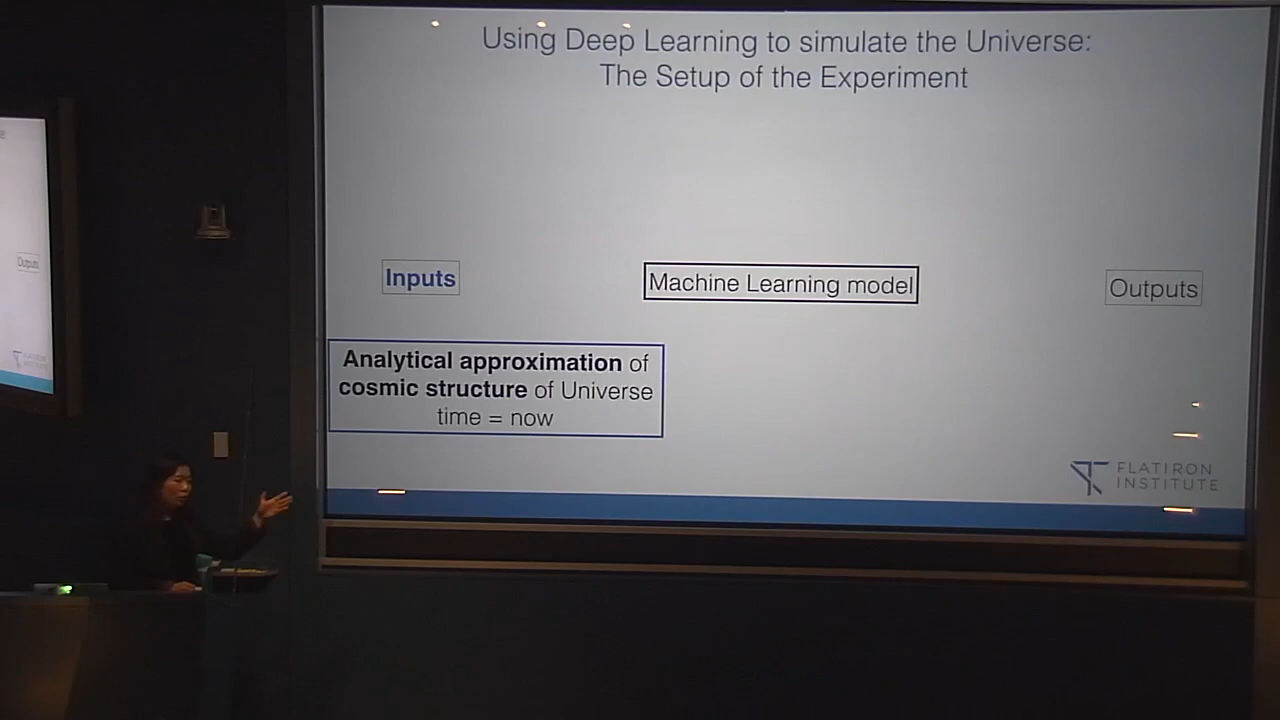 Using Deep Learning to simulate the Universe:
The Setup of the Experiment
Inputs
Machine Learning model
Outputs
Analytical approximation of
cosmic structure of Universe
time = now
FLATIRON
INSTITUTE
Outputs